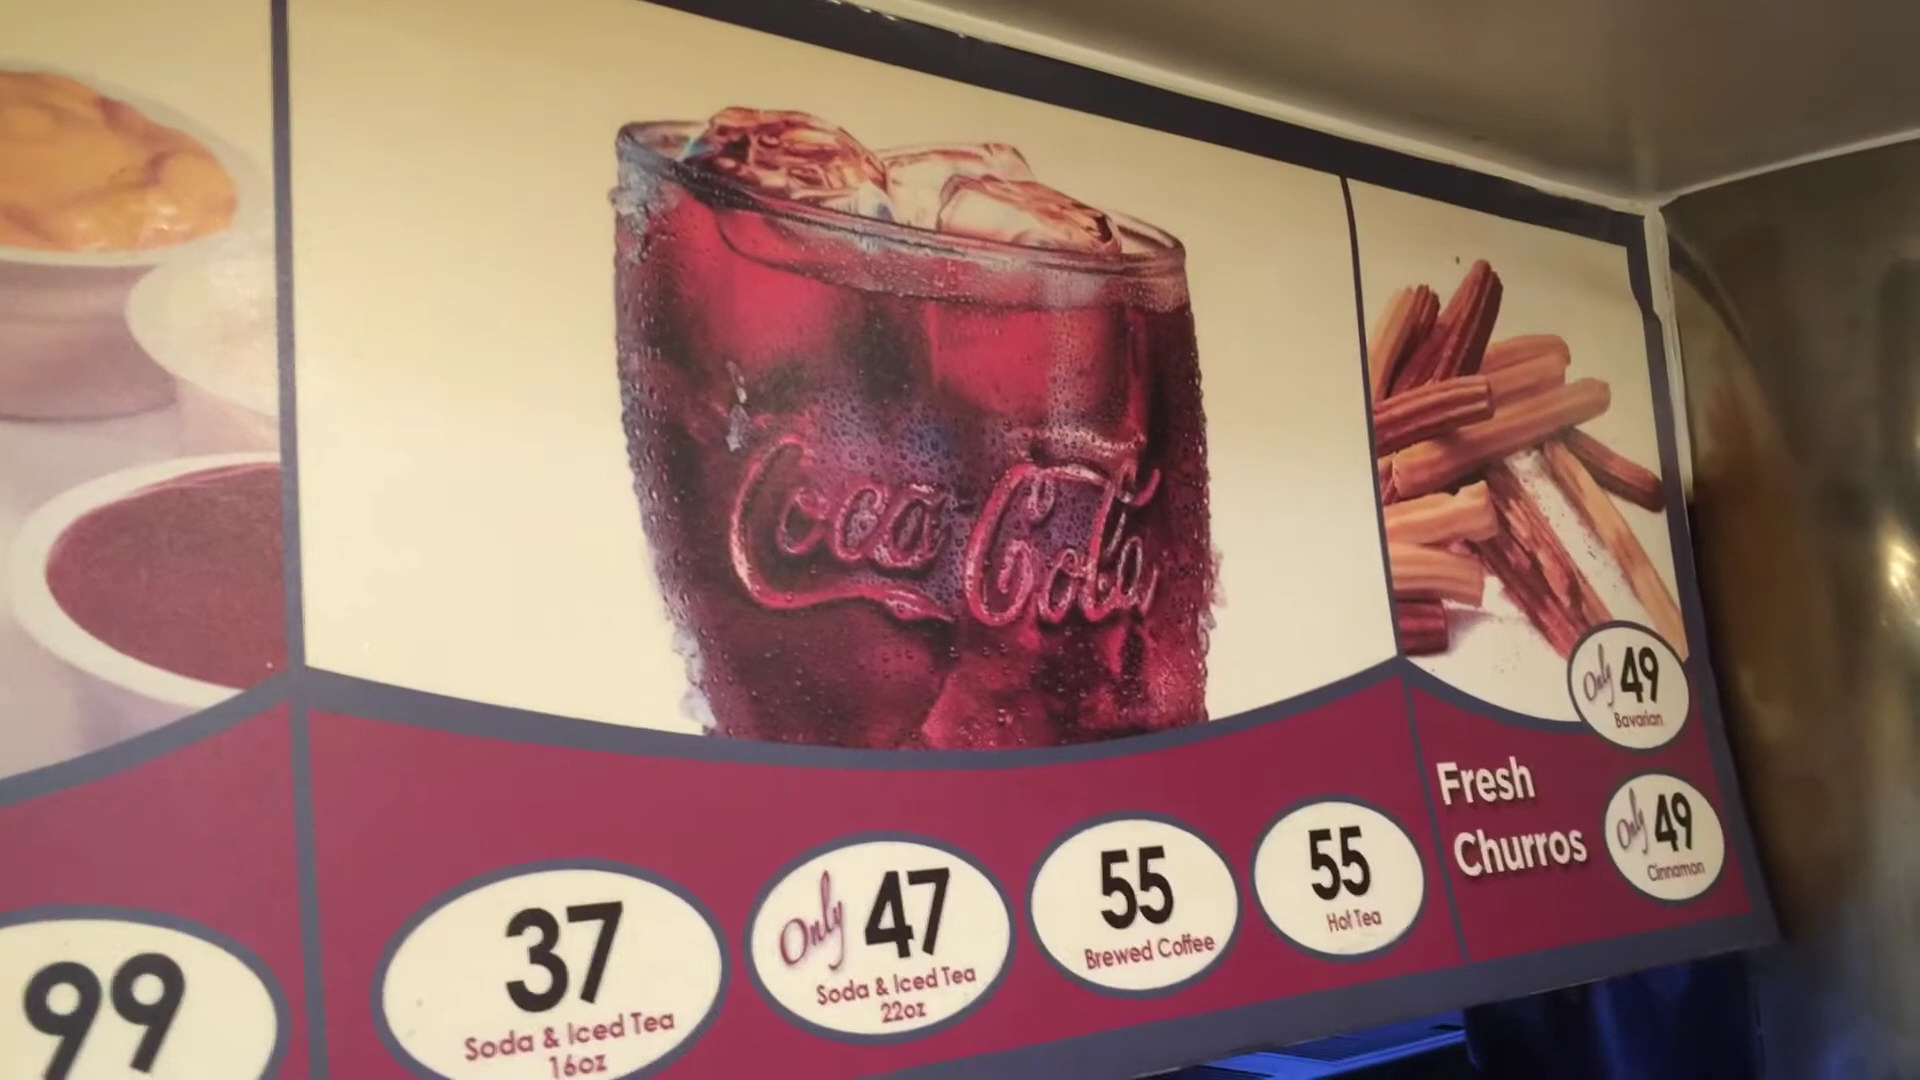 Coca-Cola
99
37
Soda & Iced Tea
16oz
Only 47
Soda & Iced Tea
22oz
55
Brewed Coffee
55
Hot Tea
Fresh
Churros
Only 49
Bavarian
Only 49
Cinnamon